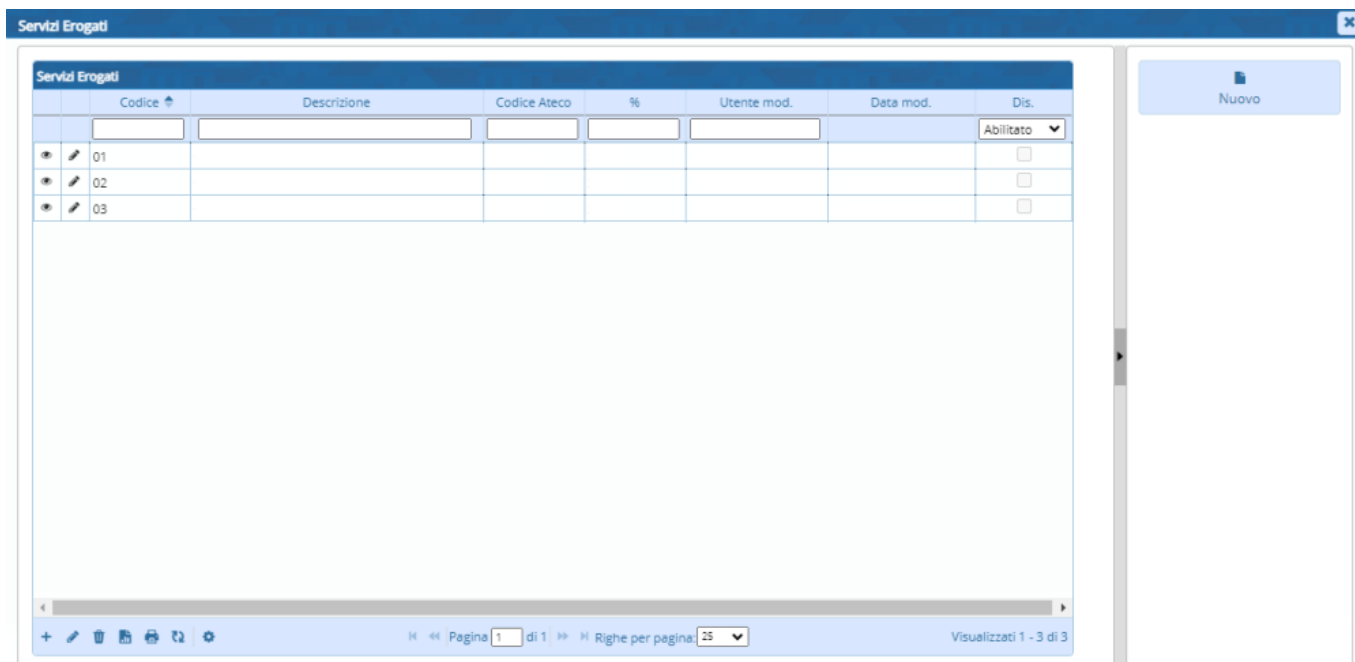 Servizi Erogati
Servizi Erogati
Codice Descrizione Codice Ateco % Utente mod. Data mod. Dis.
Abilitato
01
02
03
Pagina 1 di 1 Righe per pagina: 25 Visualizzati 1 - 3 di 3
Nuovo